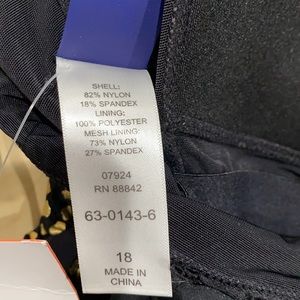 SHELL:
82% NYLON
18% SPANDEX
LINING:
100% POLYESTER
MESH LINING:
73% NYLON
27% SPANDEX
07924
RN 88842
63-0143-6
18
MADE IN
CHINA